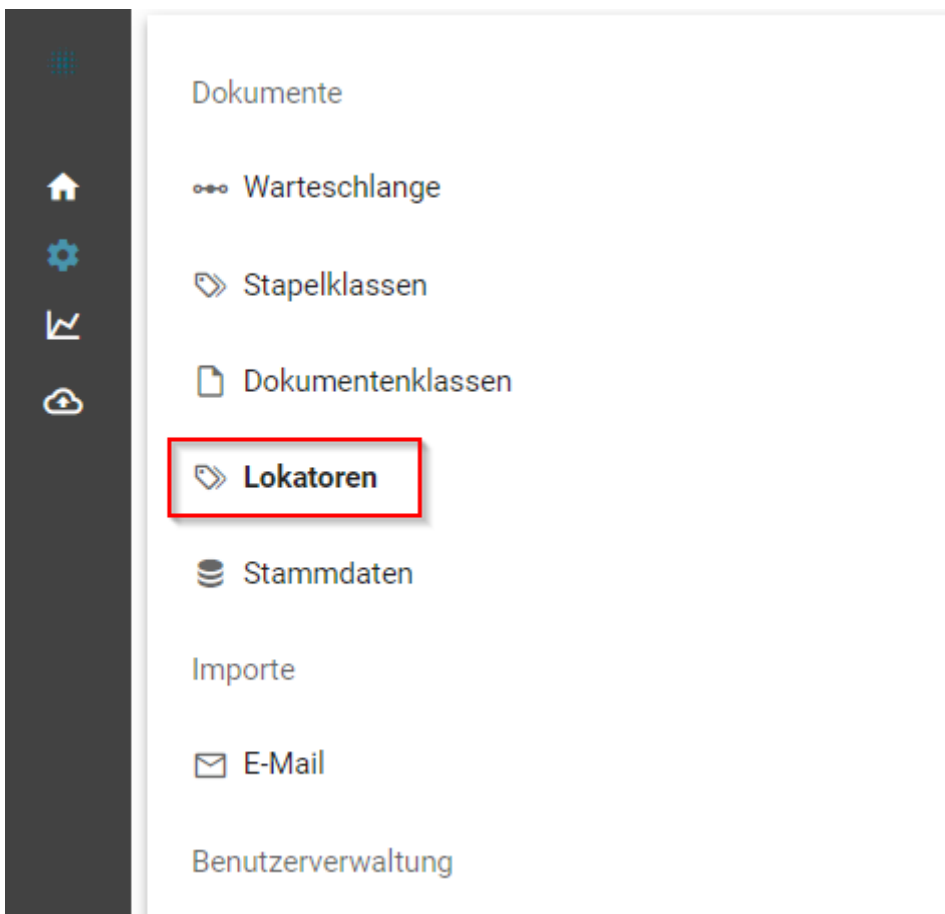 Dokumente
Warteschlange
Stapelklassen
Dokumentenklassen
Lokatoren
Stammdaten
Importe
E-Mail
Benutzerverwaltung